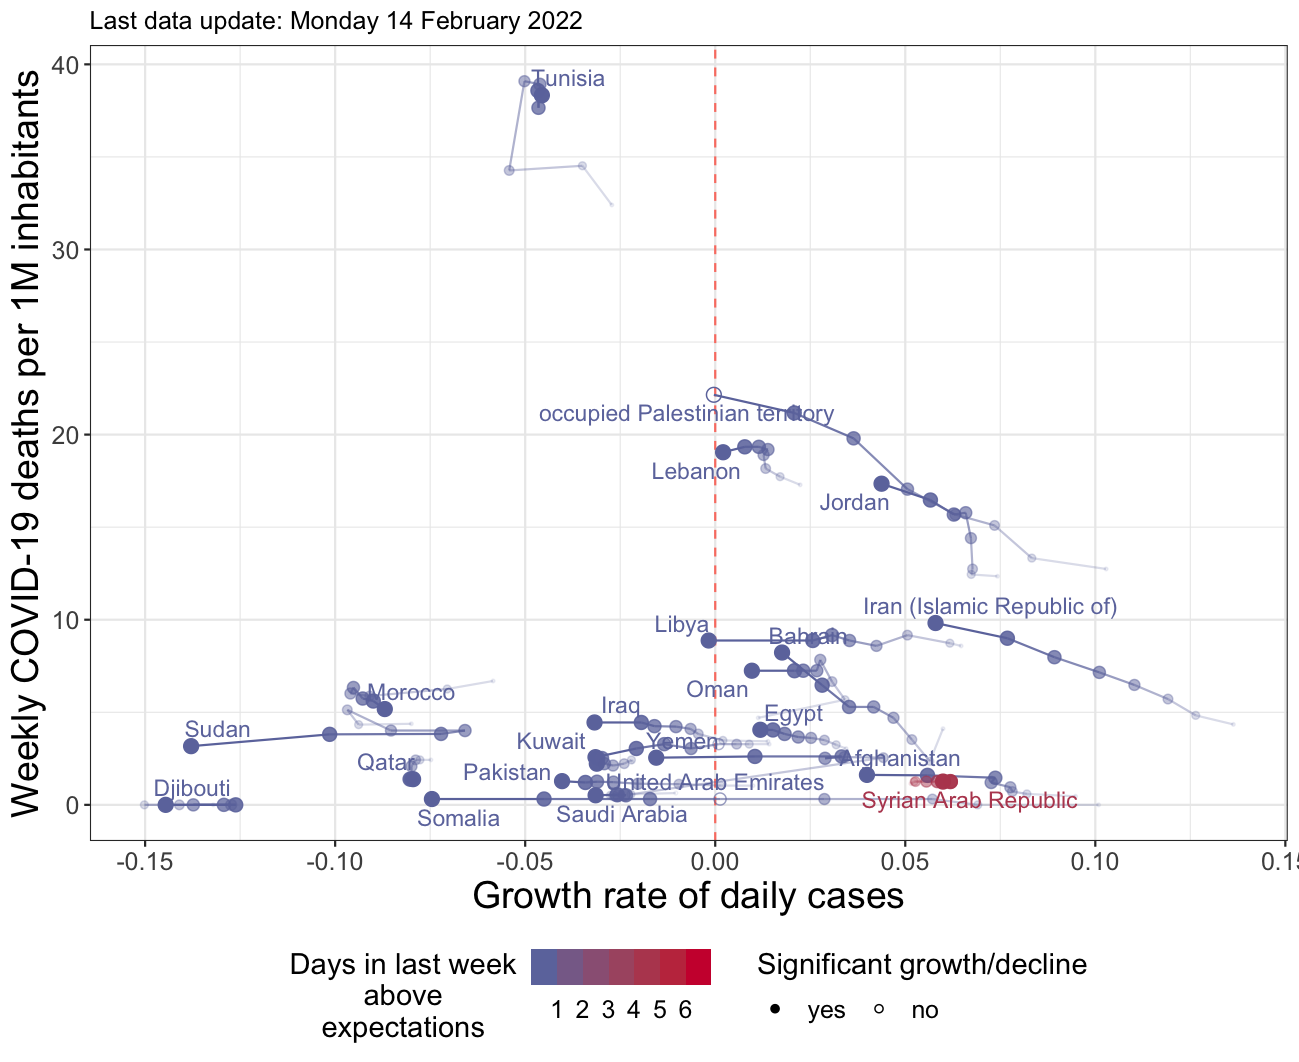 Last data update: Monday 14 February 2022
Weekly COVID-19 deaths per 1M inhabitants
40
30
20
10
0
Tunisia
occupied Palestinian territory
Lebanon
Jordan
Iran (Islamic Republic of)
Libya
Bahrain
Oman
Morocco
Iraq
Egypt
Sudan
Kuwait
Yemen
Qatar
Afghanistan
Pakistan
United Arab Emirates
Djibouti
Syrian Arab Republic
Somalia
Saudi Arabia
-0.15
-0.10
-0.05
0.00
0.05
0.10
Growth rate of daily cases
Days in last week
above
expectations
1 2 3 4 5 6
Significant growth/decline
yes
no